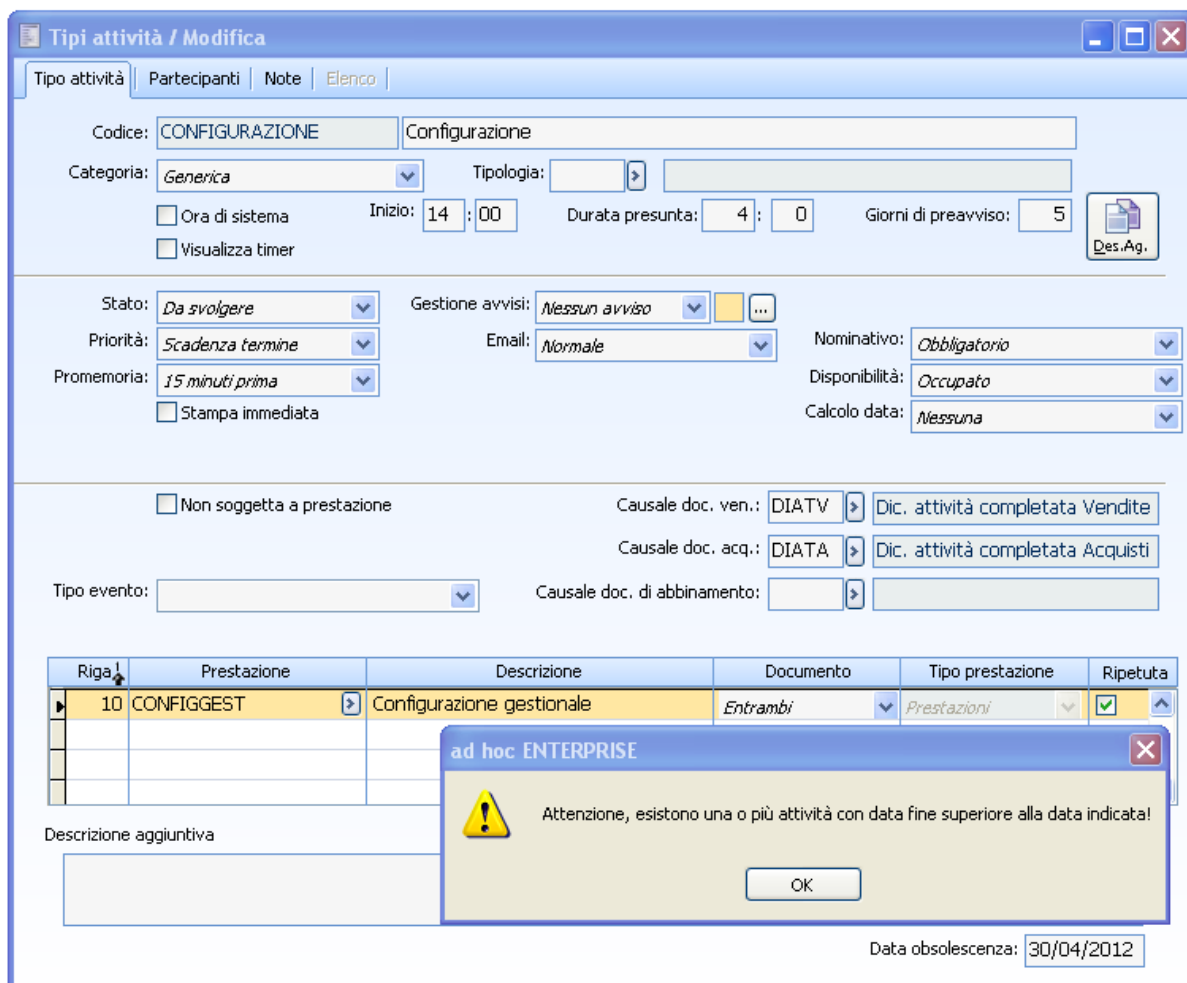 Tipi attività / Modifica
Tipo attività Partecipanti Note Elenco
Codice: CONFIGURAZIONE Configurazione
Categoria: Generica Tipologia:
Ora di sistema Inizio: 14 : 00 Durata presunta: 4 : 0 Giorni di preavviso: 5
Visualizza timer Des.Ag.
Stato: Da svolgere Gestione avvisi: Nessun avviso ...
Priorità: Scadenza termine Email: Normale Nominativo: Obbligatorio
Promemoria: 15 minuti prima Disponibilità: Occupato
Stampa immediata Calcolo data: Nessuna
Non soggetta a prestazione Causale doc. ven.: DIATV Dic. attività completata Vendite
Causale doc. acq.: DIATA Dic. attività completata Acquisti
Tipo evento: Causale doc. di abbinamento:
Riga Prestazione Descrizione Documento Tipo prestazione Ripetuta
10 CONFIGGEST Configurazione gestionale Entrambi Prestazioni
ad hoc ENTERPRISE
Attenzione, esistono una o più attività con data fine superiore alla data indicata!
OK
Descrizione aggiuntiva
Data obsolescenza: 30/04/2012